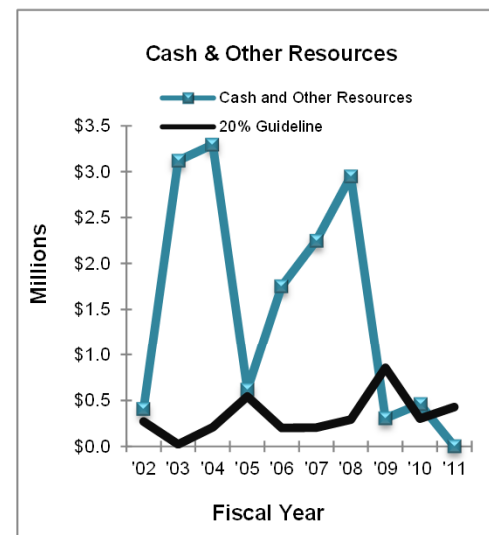 Cash & Other Resources
Cash and Other Resources
20% Guideline
$3.5
$3.0
$2.5
$2.0
$1.5
$1.0
$0.5
$0.0
Millions
'02 '03 '04 '05 '06 '07 '08 '09 '10 '11
Fiscal Year